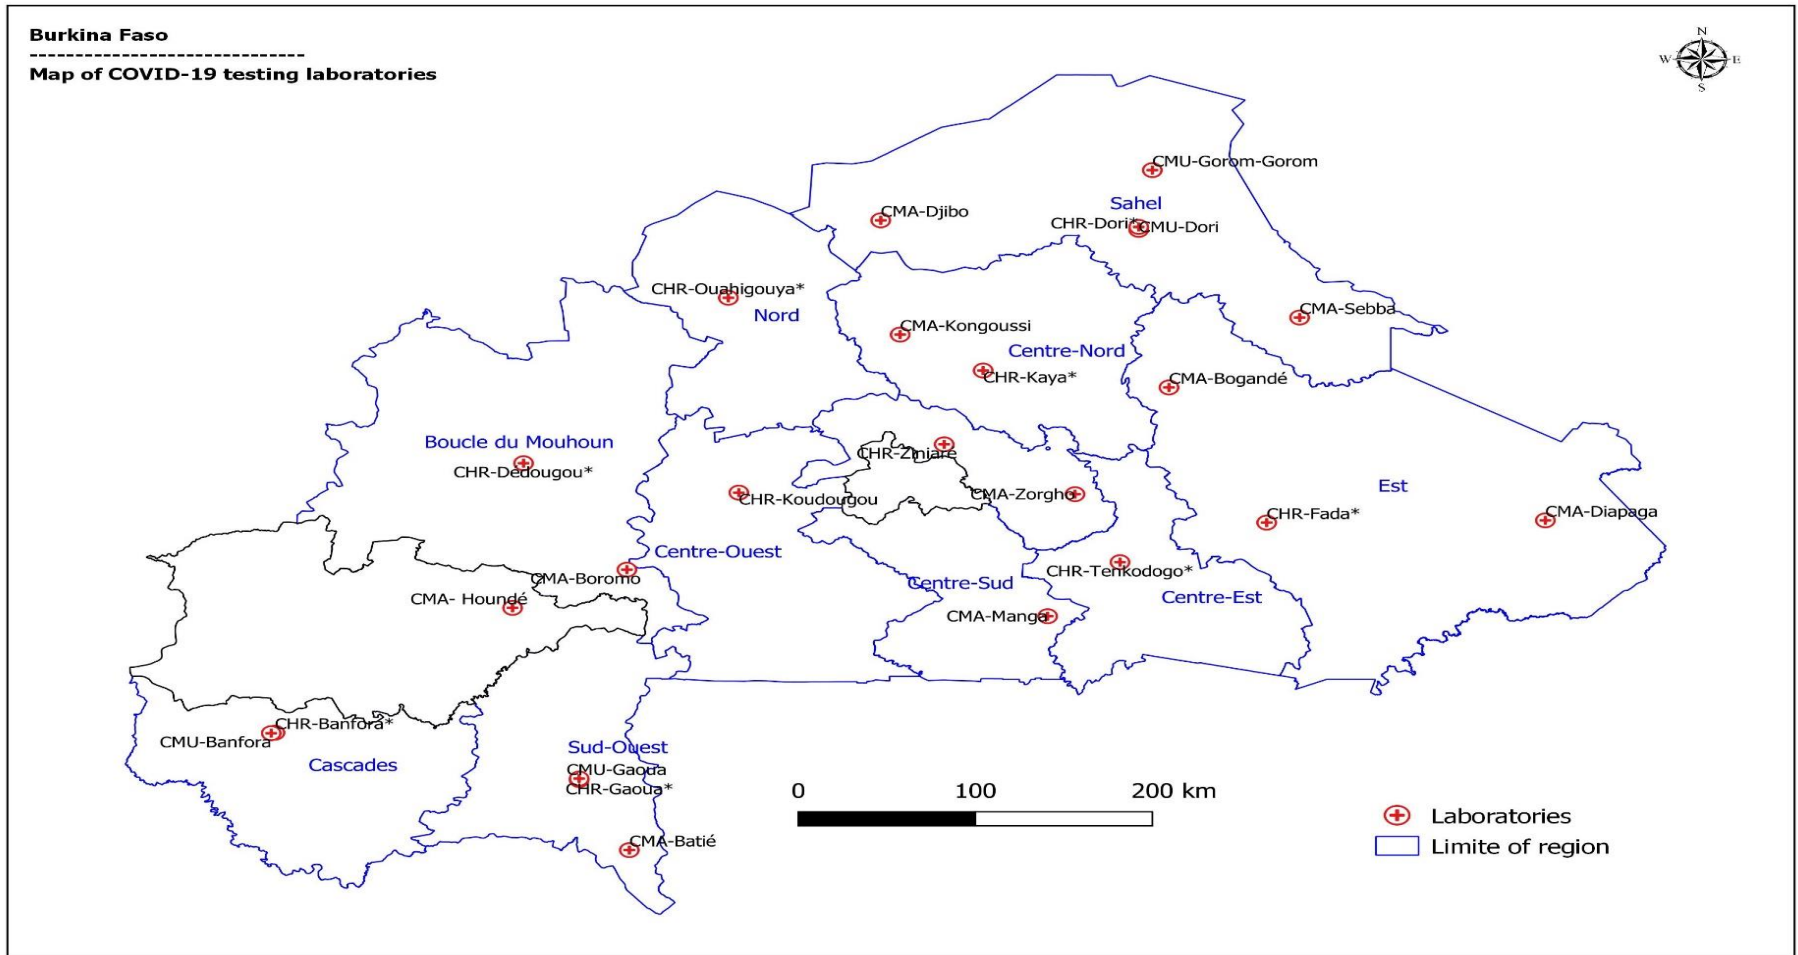 Burkina Faso
-----------------------------
Map of COVID-19 testing laboratories
N
W E
S
CMU-Gorom-Gorom
Sahel
CMA-Djibo
CHR-Dori*
CMU-Dori
CHR-Ouahigouya*
Nord
CMA-Sebba
CMA-Kongoussi
Centre-Nord
CHR-Kaya*
CMA-Bogandé
Boucle du Mouhoun
CHR-Dédougou*
CHR-Ziniaré
CHR-Koudougou
CMA-Zorgho
Est
CHR-Fada*
CMA-Diapaga
Centre-Ouest
CMA-Boromo
CMA- Houndé
Centre-Sud
CHR-Tenkodogo*
Centre-Est
CMA-Manga
CHR-Banfora*
CMU-Banfora
Cascades
Sud-Ouest
CMU-Gaoua
CHR-Gaoua*
CMA-Batié
0 100 200 km
Laboratories
Limite of region